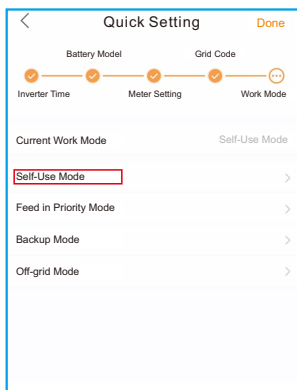 Quick Setting Done
Battery Model Grid Code
Inverter Time Meter Setting Work Mode
Current Work Mode Self-Use Mode
Self-Use Mode
Feed in Priority Mode
Backup Mode
Off-grid Mode